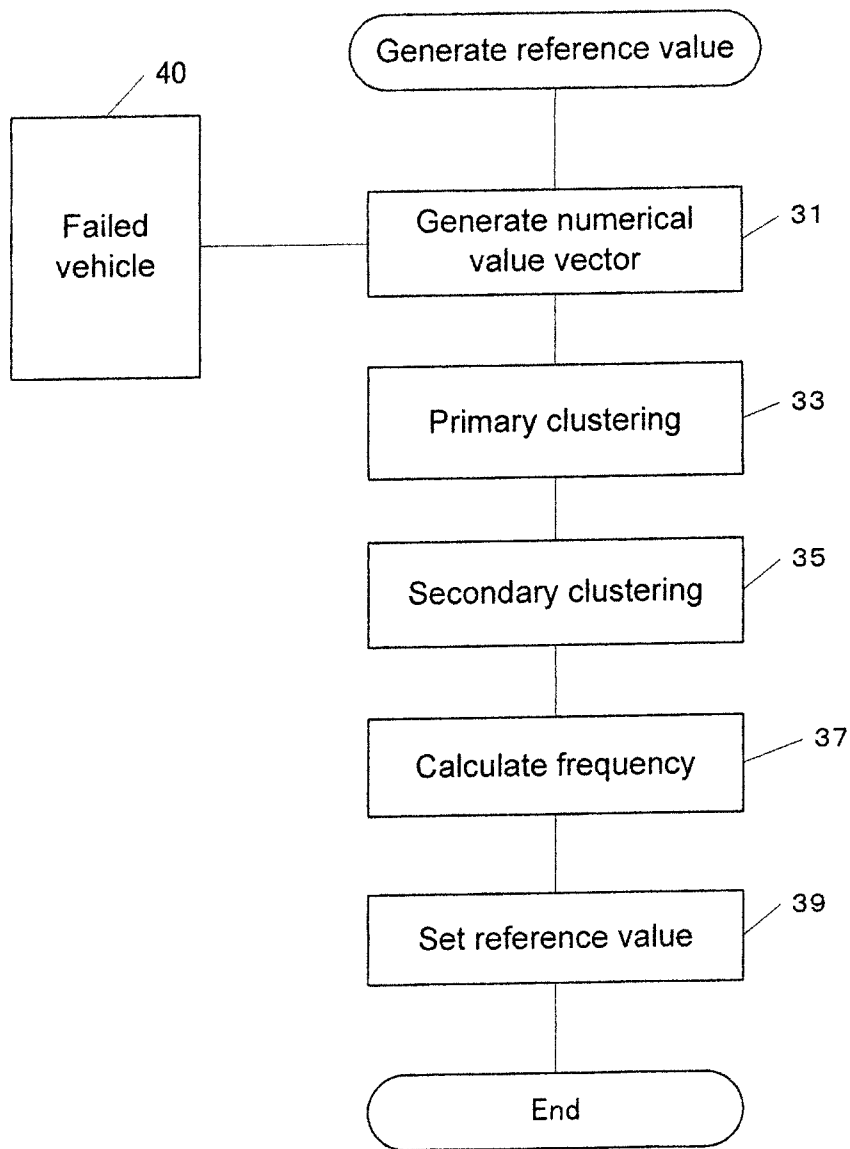 Generate reference value
40
Failed
vehicle
Generate numerical
value vector
31
Primary clustering
33
Secondary clustering
35
Calculate frequency
37
Set reference value
39
End